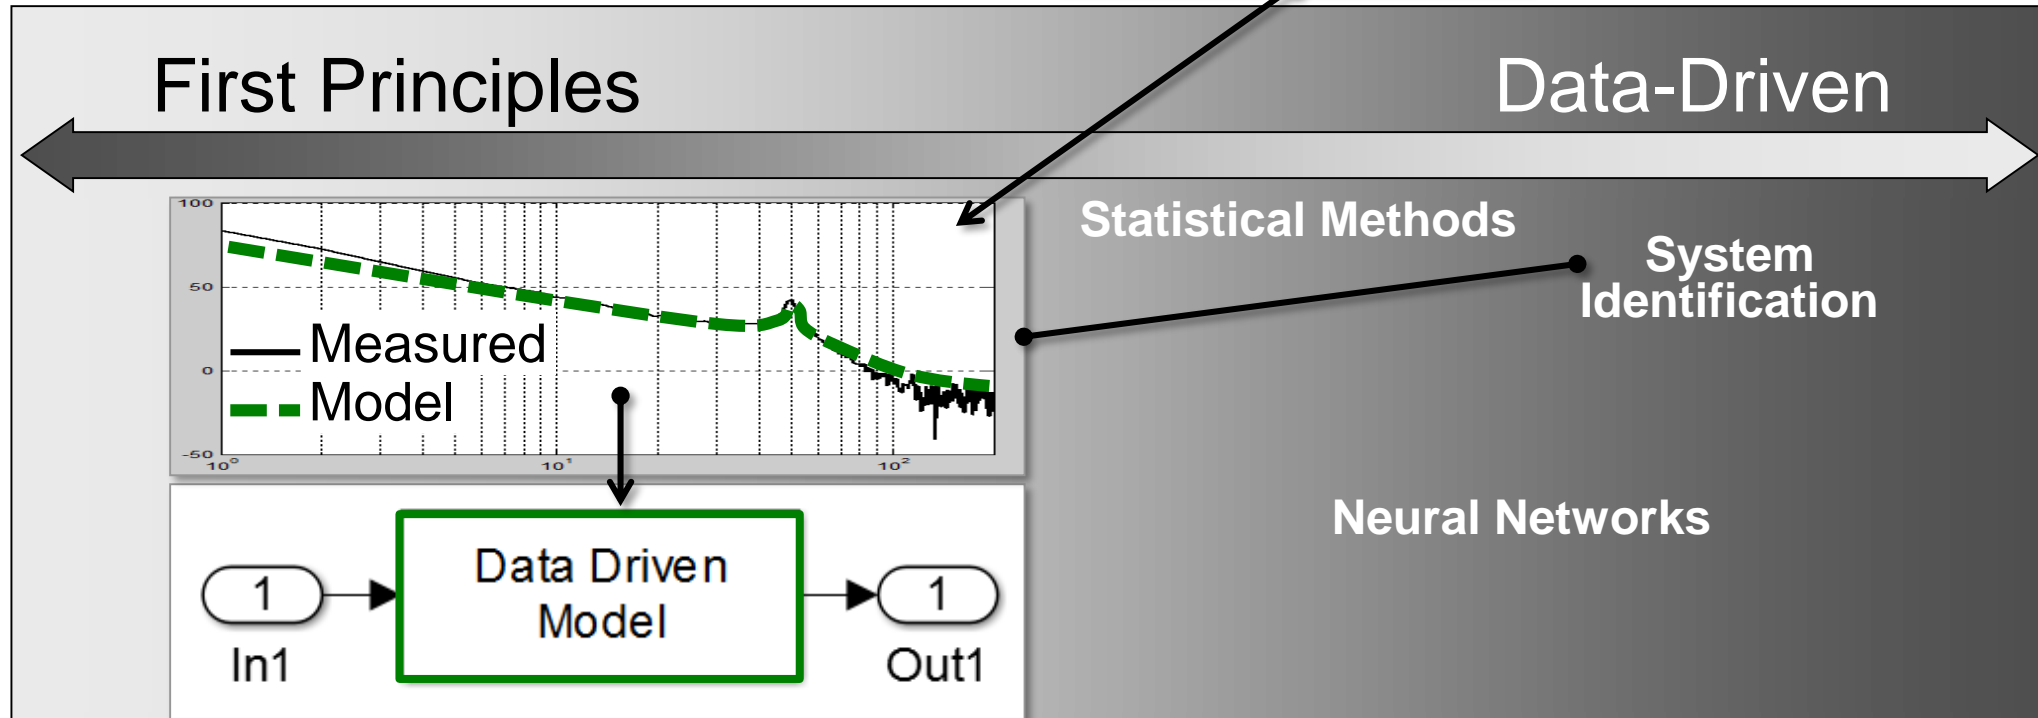 First Principles
Data-Driven
100
50
0
-50
10⁰
10¹
10²
Measured
Model
Statistical Methods
System
Identification
Neural Networks
1
Data Driven
Model
1
In1
Out1